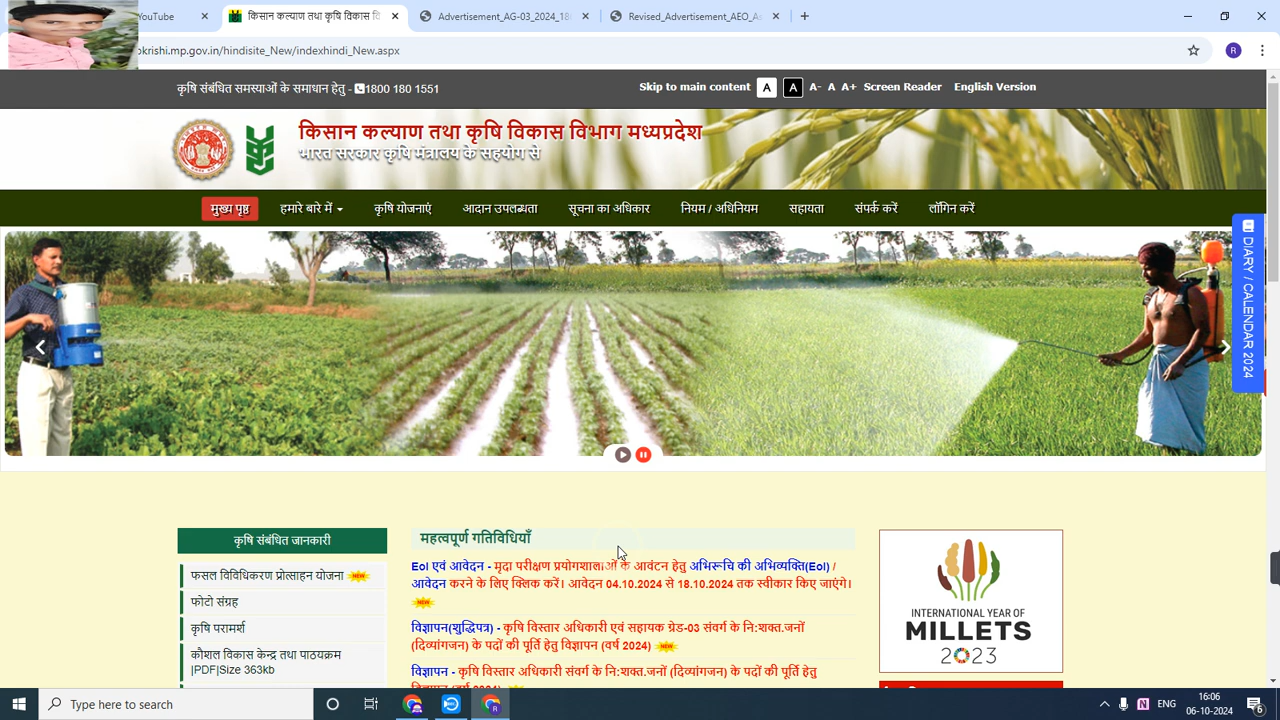 YouTube
किसान कल्याण तथा कृषि विकास वि
Advertisement_AG-03_2024_1
Revised_Advertisement_AEO_A
okrishi.mp.gov.in/hindisite_New/indexhindi_New.aspx
R
कृषि संबंधित समस्याओं के समाधान हेतु - 1800 180 1551
Skip to main content A A A- A A+ Screen Reader English Version
किसान कल्याण तथा कृषि विकास विभाग मध्यप्रदेश
भारत सरकार कृषि मंत्रालय के सहयोग से
मुख्य पृष्ठ हमारे बारे में कृषि योजनाएं आदान उपलब्धता सूचना का अधिकार नियम / अधिनियम सहायता संपर्क करें लॉगिन करें
DIARY / CALENDAR 2024
कृषि संबंधित जानकारी
फसल विविधिकरण प्रोत्साहन योजना NEW
फोटो संग्रह
कृषि परामर्श
कौशल विकास केन्द्र तथा पाठयक्रम
|PDF|Size 363kb
महत्वपूर्ण गतिविधियाँ
EoI एवं आवेदन - मृदा परीक्षण प्रयोगशालाओं के आवंटन हेतु अभिरूचि की अभिव्यक्ति(EoI) /
आवेदन करने के लिए क्लिक करें। आवेदन 04.10.2024 से 18.10.2024 तक स्वीकार किए जाएंगे।
NEW
विज्ञापन(शुद्धिपत्र) - कृषि विस्तार अधिकारी एवं सहायक ग्रेड-03 संवर्ग के नि:शक्त.जनों
(दिव्यांगजन) के पदों की पूर्ति हेतु विज्ञापन (वर्ष 2024) NEW
विज्ञापन - कृषि विस्तार अधिकारी संवर्ग के नि:शक्त.जनों (दिव्यांगजन) के पदों की पूर्ति हेतु
INTERNATIONAL YEAR OF
MILLETS
2023
Type here to search
ENG
16:06
06-10-2024
6